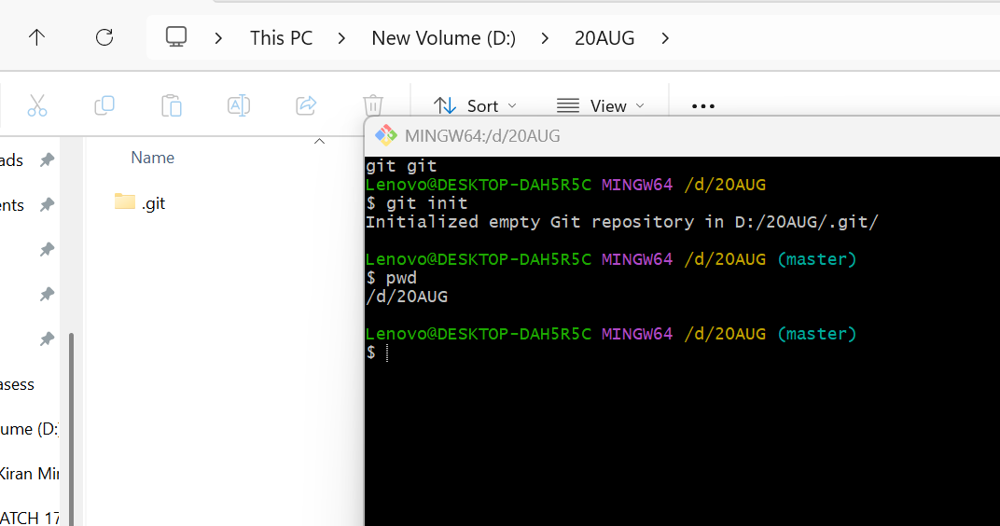 This PC
New Volume (D:)
20AUG
Sort
View
MINGW64:/d/20AUG
ads
Name
ents
.git
asess
ume (D:
Kiran Mi
ATCH 17
git git
Lenovo@DESKTOP-DAH5R5C MINGW64 /d/20AUG
$ git init
Initialized empty Git repository in D:/20AUG/.git/
Lenovo@DESKTOP-DAH5R5C MINGW64 /d/20AUG (master)
$ pwd
/d/20AUG
Lenovo@DESKTOP-DAH5R5C MINGW64 /d/20AUG (master)
$